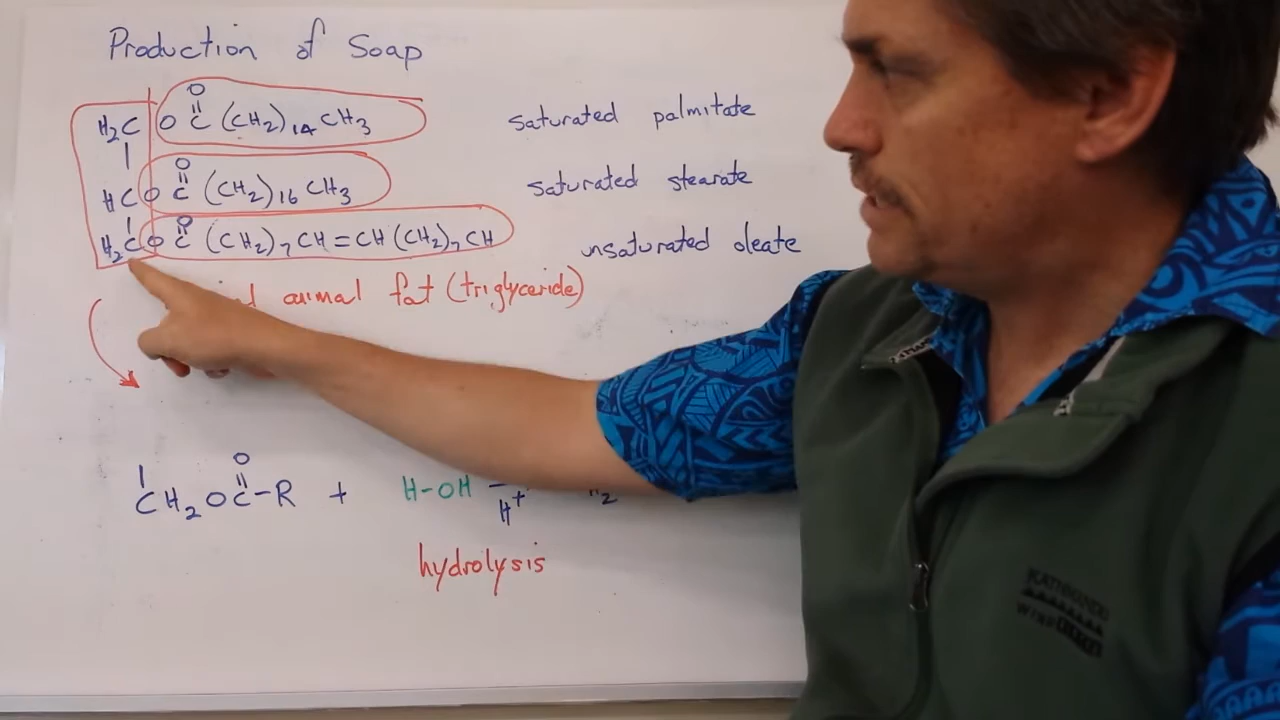 Production of Soap
O
H₂C O C (CH₂)₁₄ CH₃ saturated palmitate
O
HC O C (CH₂)₁₆ CH₃ saturated stearate
O
H₂C O C (CH₂)₇ CH = CH (CH₂)₇ CH unsaturated oleate
animal fat (triglyceride)
O
CH₂ O C - R + H-OH
H⁺
hydrolysis
KATHMANDU